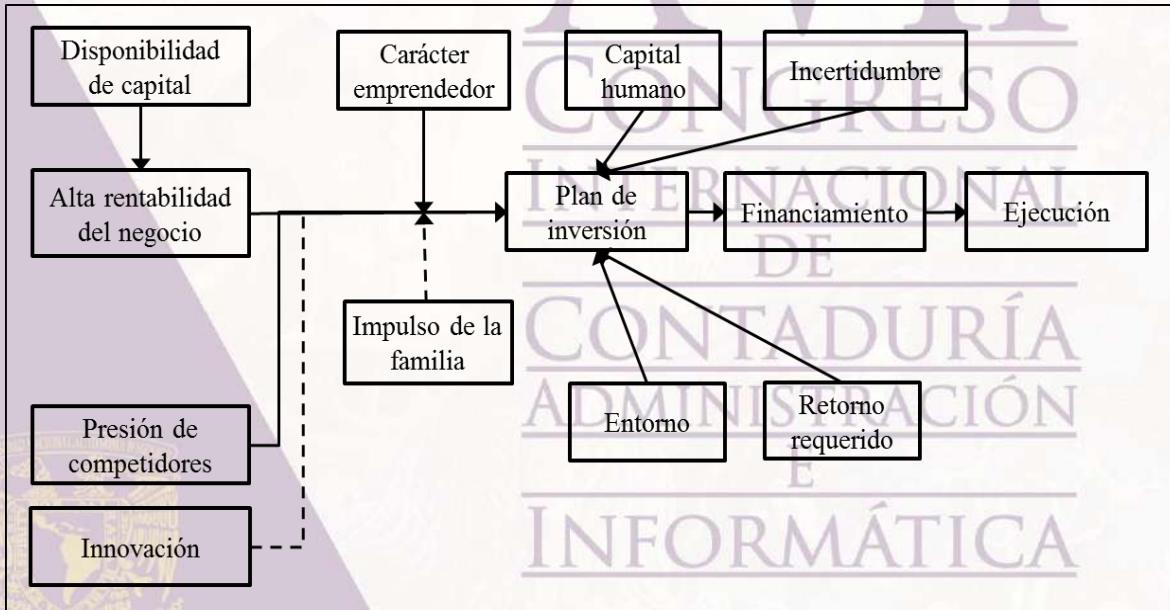 Disponibilidad
de capital
Carácter
emprendedor
Capital
humano
Incertidumbre
Alta rentabilidad
del negocio
Plan de
inversión
Financiamiento
Ejecución
Impulso de la
familia
Presión de
competidores
Entorno
Retorno
requerido
Innovación
XVII
CONGRESO
INTERNACIONAL
DE
CONTADURÍA
ADMINISTRACIÓN
E
INFORMÁTICA